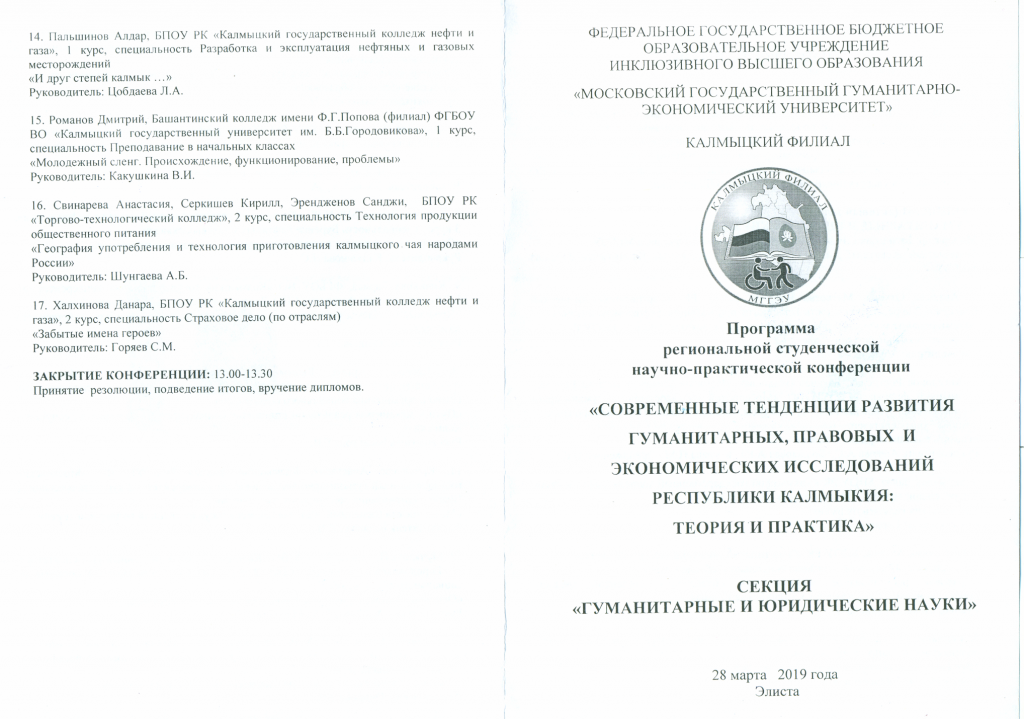 14. Пальшинов Алдар, БПОУ РК «Калмыцкий государственный колледж нефти и
газа», 1 курс, специальность Разработка и эксплуатация нефтяных и газовых
месторождений
«И друг степей калмык …»
Руководитель: Цобдаева Л.А.
15. Романов Дмитрий, Башантинский колледж имени Ф.Г.Попова (филиал) ФГБОУ
ВО «Калмыцкий государственный университет им. Б.Б.Городовикова», 1 курс,
специальность Преподавание в начальных классах
«Молодежный сленг. Происхождение, функционирование, проблемы»
Руководитель: Какушкина В.И.
16. Свинарева Анастасия, Серкишев Кирилл, Эренджeнов Санджи, БПОУ РК
«Торгово-технологический колледж», 2 курс, специальность Технология продукции
общественного питания
«География употребления и технология приготовления калмыцкого чая народами
России»
Руководитель: Шунгаева А.Б.
17. Халхинова Данара, БПОУ РК «Калмыцкий государственный колледж нефти и
газа», 2 курс, специальность Страховое дело (по отраслям)
«Забытые имена героев»
Руководитель: Горяев С.М.
ЗАКРЫТИЕ КОНФЕРЕНЦИИ: 13.00-13.30
Принятие резолюции, подведение итогов, вручение дипломов.
ФЕДЕРАЛЬНОЕ ГОСУДАРСТВЕННОЕ БЮДЖЕТНОЕ
ОБРАЗОВАТЕЛЬНОЕ УЧРЕЖДЕНИЕ
ИНКЛЮЗИВНОГО ВЫСШЕГО ОБРАЗОВАНИЯ
«МОСКОВСКИЙ ГОСУДАРСТВЕННЫЙ ГУМАНИТАРНО-
ЭКОНОМИЧЕСКИЙ УНИВЕРСИТЕТ»
КАЛМЫЦКИЙ ФИЛИАЛ
КАЛМЫЦКИЙ ФИЛИАЛ
МГГЭУ
Программа
региональной студенческой
научно-практической конференции
«СОВРЕМЕННЫЕ ТЕНДЕНЦИИ РАЗВИТИЯ
ГУМАНИТАРНЫХ, ПРАВОВЫХ И
ЭКОНОМИЧЕСКИХ ИССЛЕДОВАНИЙ
РЕСПУБЛИКИ КАЛМЫКИЯ:
ТЕОРИЯ И ПРАКТИКА»
СЕКЦИЯ
«ГУМАНИТАРНЫЕ И ЮРИДИЧЕСКИЕ НАУКИ»
28 марта 2019 года
Элиста